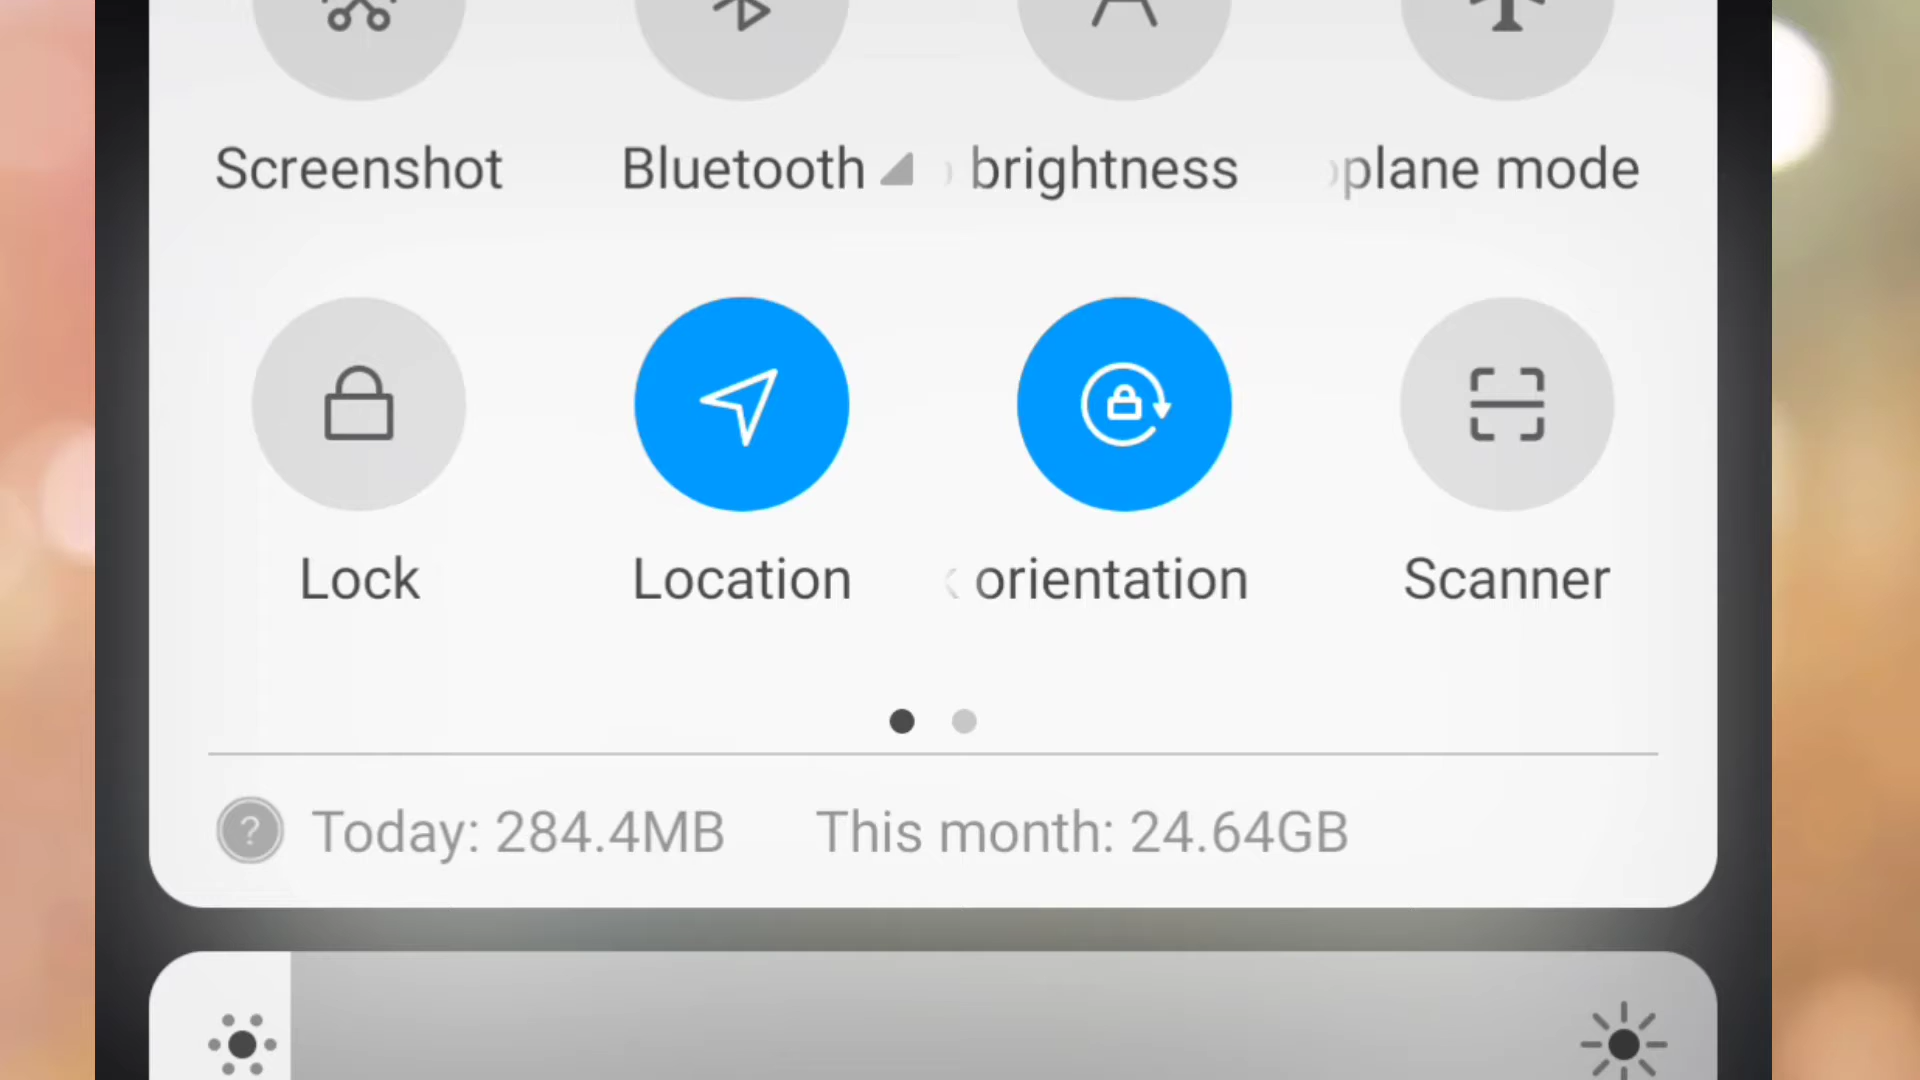 Screenshot
Bluetooth
brightness
plane mode
Lock
Location
orientation
Scanner
? Today: 284.4MB This month: 24.64GB